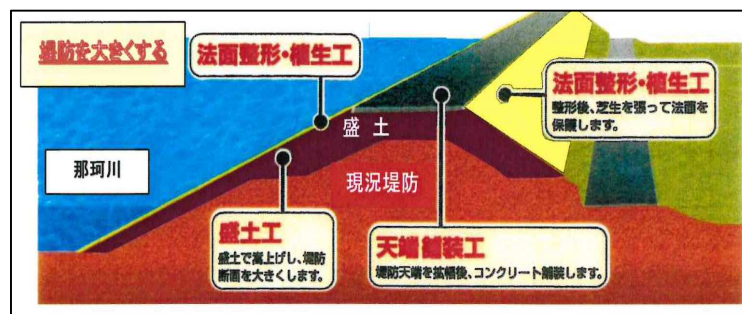 堤防を大きくする
法面整形・植生工
法面整形・植生工
整形後、芝生を張って法面を
保護します。
盛 土
那珂川
現況堤防
盛土工
盛土で嵩上げし、堤防
断面を大きくします。
天端舗装工
堤防天端を拡幅後、コンクリート舗装します。